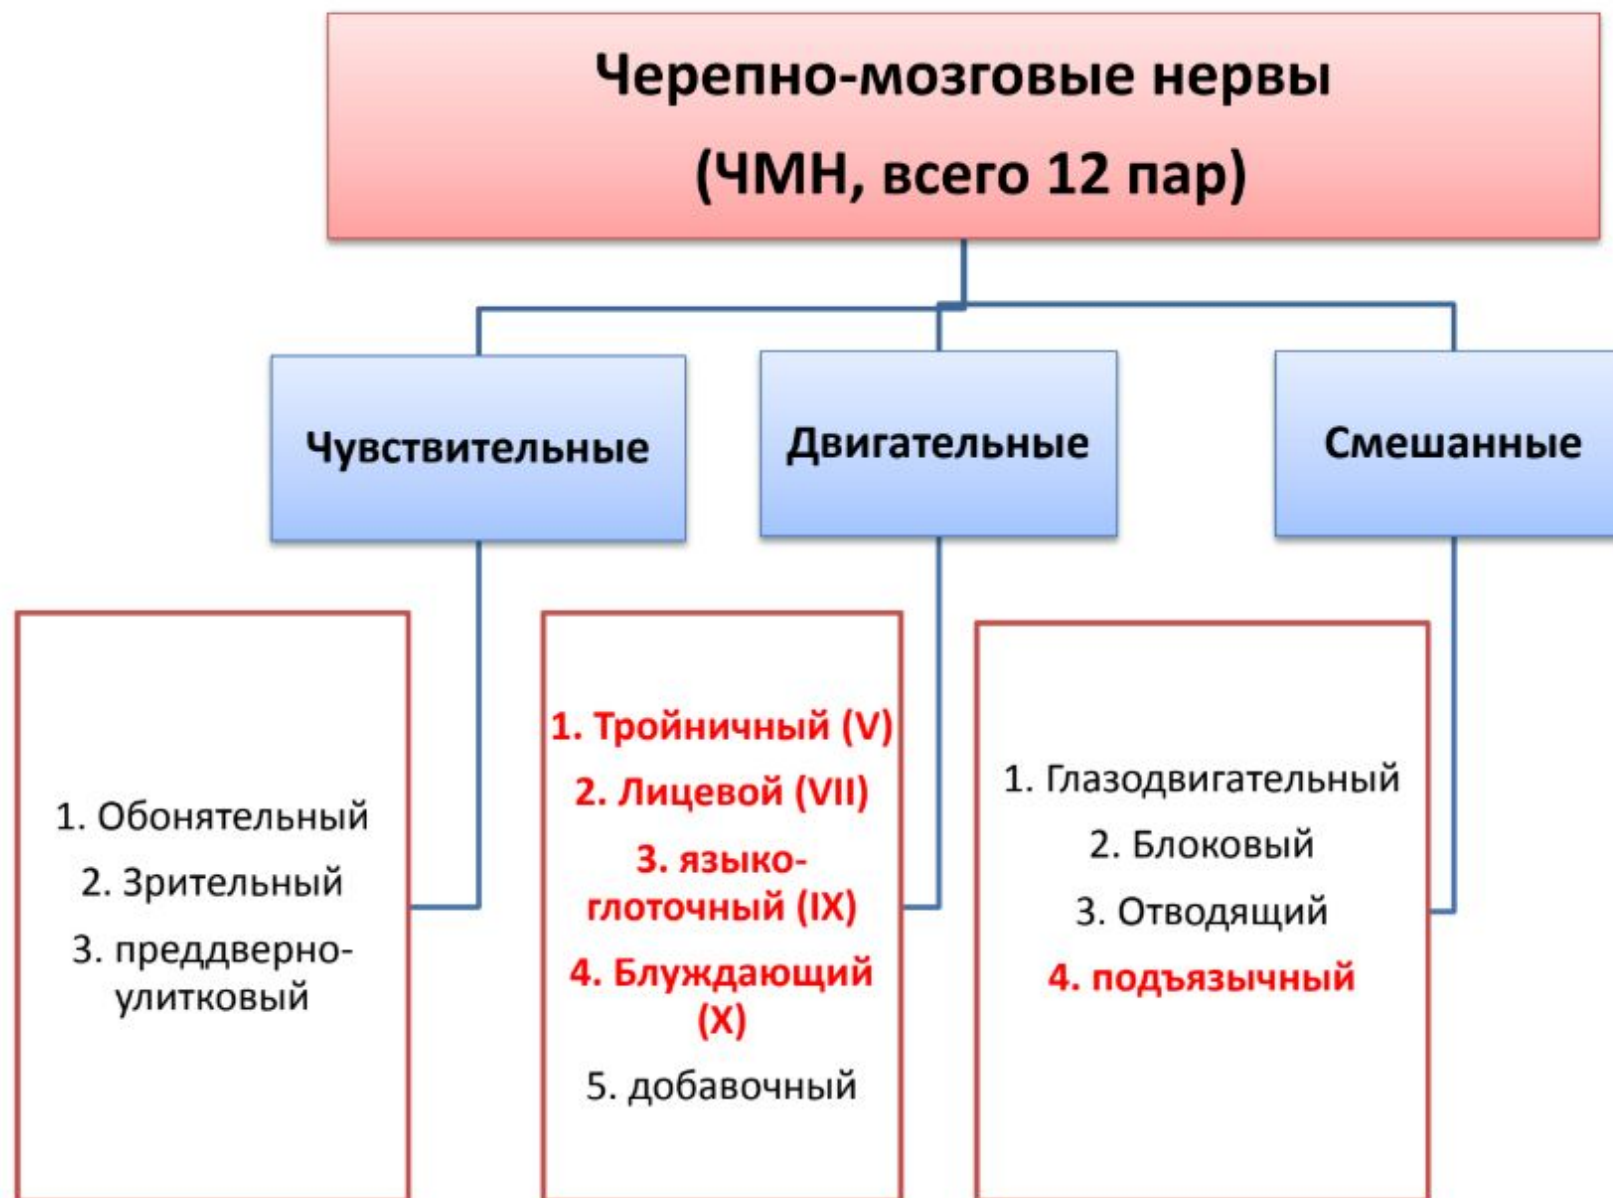 Черепно-мозговые нервы
(ЧМН, всего 12 пар)
Чувствительные
Двигательные
Смешанные
1. Обонятельный
2. Зрительный
3. преддверно-
улитковый
1. Тройничный (V)
2. Лицевой (VII)
3. языко-
глоточный (IX)
4. Блуждающий
(X)
5. добавочный
1. Глазодвигательный
2. Блоковый
3. Отводящий
4. подъязычный